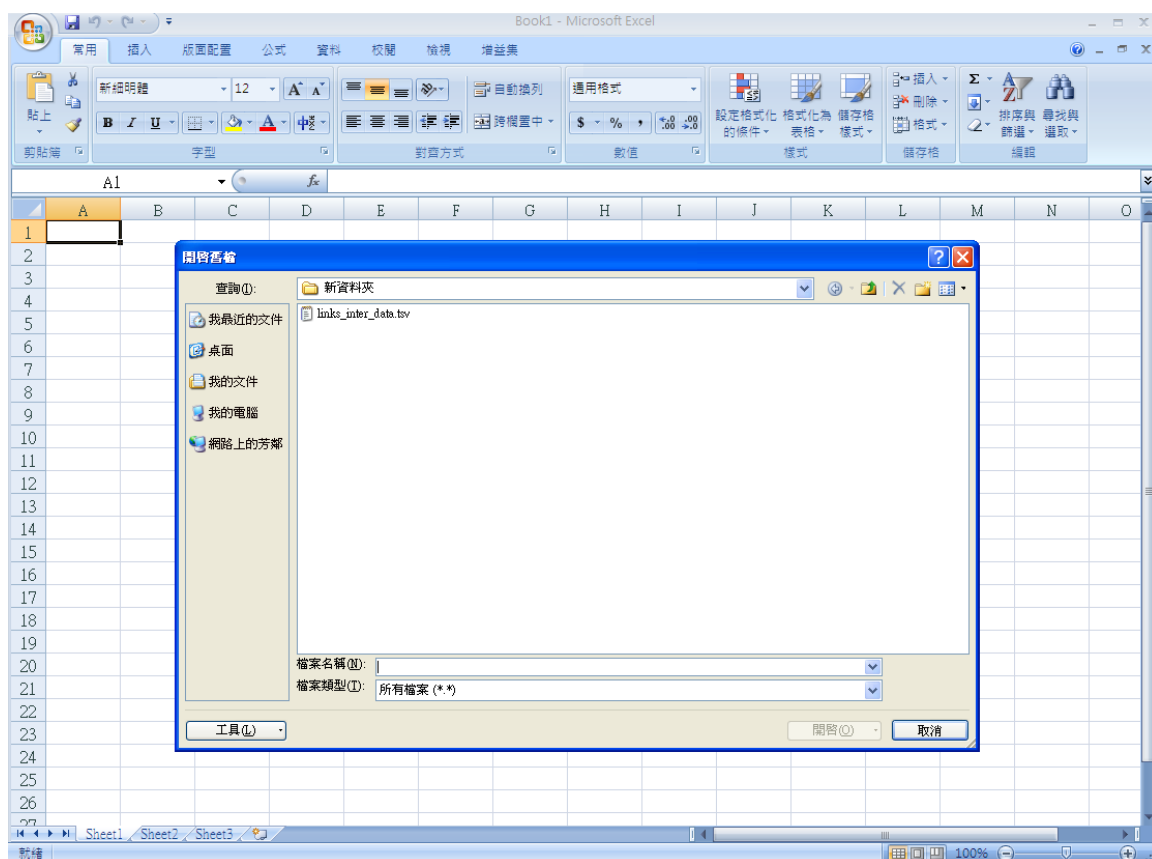 Book1 - Microsoft Excel
常用 插入 版面配置 公式 資料 校閱 檢視 增益集
新細明體 12 A A 自動換列 通用格式 插入 Σ
貼上 B I U A 中 跨欄置中 $ % , .0 .00 .00 .0 設定格式化的條件 格式化為表格 儲存格樣式 刪除 格式 排序與篩選 尋找與選取
剪貼簿 字型 對齊方式 數值 樣式 儲存格 編輯
A1 fx
A B C D E F G H I J K L M N O
1
2
開啓舊檔
3
查詢(I): 新資料夾
4
我最近的文件 links_inter_data.tsv
5
6
桌面
7
我的文件
8
9
我的電腦
10
網路上的芳鄰
11
12
13
14
15
16
17
18
19
20
檔案名稱(N):
21
檔案類型(T): 所有檔案 (*.*)
22
23
工具(L) 開啓(O) 取消
24
25
26
27
Sheet1 Sheet2 Sheet3
就緒 100%